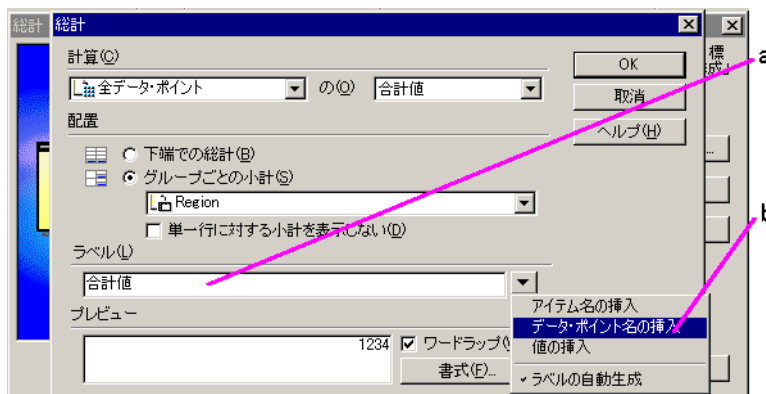 総計
総計
計算(C)
標
OK
全データ・ポイント の(O) 合計値
取消
配置
ヘルプ(H)
下端での総計(B)
...
グループごとの小計(S)
Region
単一行に対する小計を表示しない(D)
ラベル(L)
合計値
アイテム名の挿入
プレビュー
データ・ポイント名の挿入
1234 ワードラップ(
値の挿入
書式(F)...
ラベルの自動生成
a
b